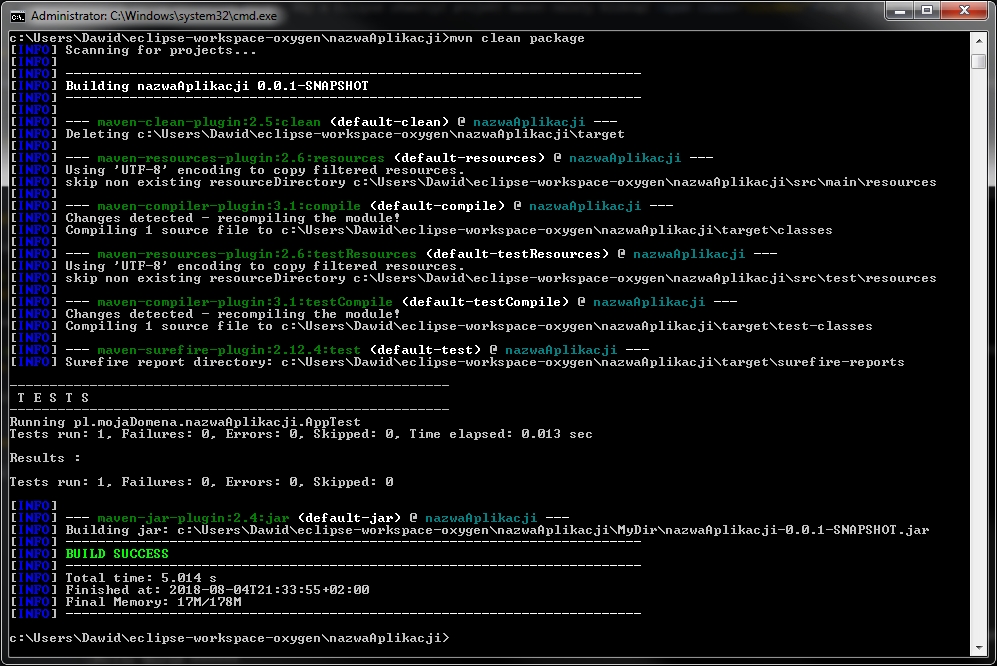 Administrator: C:\Windows\system32\cmd.exe
c:\Users\Dawid\eclipse-workspace-oxygen\nazwaAplikacji>mvn clean package
[INFO] Scanning for projects...
[INFO]
[INFO] ------------------------------------------------------------------------
[INFO] Building nazwaAplikacji 0.0.1-SNAPSHOT
[INFO] ------------------------------------------------------------------------
[INFO]
[INFO] --- maven-clean-plugin:2.5:clean (default-clean) @ nazwaAplikacji ---
[INFO] Deleting c:\Users\Dawid\eclipse-workspace-oxygen\nazwaAplikacji\target
[INFO]
[INFO] --- maven-resources-plugin:2.6:resources (default-resources) @ nazwaAplikacji ---
[INFO] Using 'UTF-8' encoding to copy filtered resources.
[INFO] skip non existing resourceDirectory c:\Users\Dawid\eclipse-workspace-oxygen\nazwaAplikacji\src\main\resources
[INFO]
[INFO] --- maven-compiler-plugin:3.1:compile (default-compile) @ nazwaAplikacji ---
[INFO] Changes detected - recompiling the module!
[INFO] Compiling 1 source file to c:\Users\Dawid\eclipse-workspace-oxygen\nazwaAplikacji\target\classes
[INFO]
[INFO] --- maven-resources-plugin:2.6:testResources (default-testResources) @ nazwaAplikacji ---
[INFO] Using 'UTF-8' encoding to copy filtered resources.
[INFO] skip non existing resourceDirectory c:\Users\Dawid\eclipse-workspace-oxygen\nazwaAplikacji\src\test\resources
[INFO]
[INFO] --- maven-compiler-plugin:3.1:testCompile (default-testCompile) @ nazwaAplikacji ---
[INFO] Changes detected - recompiling the module!
[INFO] Compiling 1 source file to c:\Users\Dawid\eclipse-workspace-oxygen\nazwaAplikacji\target\test-classes
[INFO]
[INFO] --- maven-surefire-plugin:2.12.4:test (default-test) @ nazwaAplikacji ---
[INFO] Surefire report directory: c:\Users\Dawid\eclipse-workspace-oxygen\nazwaAplikacji\target\surefire-reports
-------------------------------------------------------
T E S T S
-------------------------------------------------------
Running pl.mojaDomena.nazwaAplikacji.AppTest
Tests run: 1, Failures: 0, Errors: 0, Skipped: 0, Time elapsed: 0.013 sec
Results :
Tests run: 1, Failures: 0, Errors: 0, Skipped: 0
[INFO]
[INFO] --- maven-jar-plugin:2.4:jar (default-jar) @ nazwaAplikacji ---
[INFO] Building jar: c:\Users\Dawid\eclipse-workspace-oxygen\nazwaAplikacji\MyDir\nazwaAplikacji-0.0.1-SNAPSHOT.jar
[INFO] ------------------------------------------------------------------------
[INFO] BUILD SUCCESS
[INFO] ------------------------------------------------------------------------
[INFO] Total time: 5.014 s
[INFO] Finished at: 2018-08-04T21:33:55+02:00
[INFO] Final Memory: 17M/178M
[INFO] ------------------------------------------------------------------------
c:\Users\Dawid\eclipse-workspace-oxygen\nazwaAplikacji>